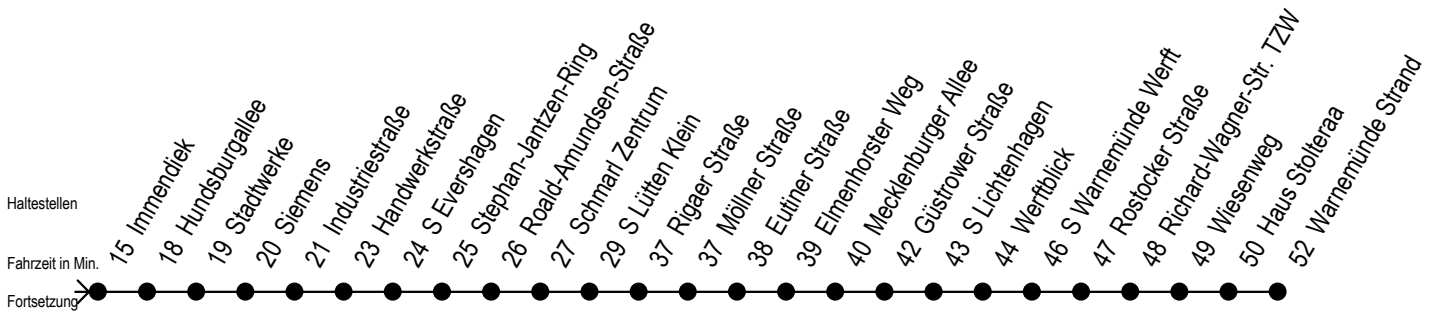 Haltestellen
Fahrzeit in Min.
Fortsetzung
15 Immendiek
18 Hundsburgallee
19 Stadtwerke
20 Siemens
21 Industriestraße
23 Handwerkstraße
24 S Evershagen
25 Stephan-Jantzen-Ring
26 Roald-Amundsen-Straße
27 Schmarl Zentrum
29 S Lütten Klein
37 Rigaer Straße
37 Möllner Straße
38 Eutiner Straße
39 Elmenhorster Weg
40 Mecklenburger Allee
42 Güstrower Straße
43 S Lichtenhagen
44 Werftblick
46 S Warnemünde Werft
47 Rostocker Straße
48 Richard-Wagner-Str. TZW
49 Wiesenweg
50 Haus Stolteraa
52 Warnemünde Strand